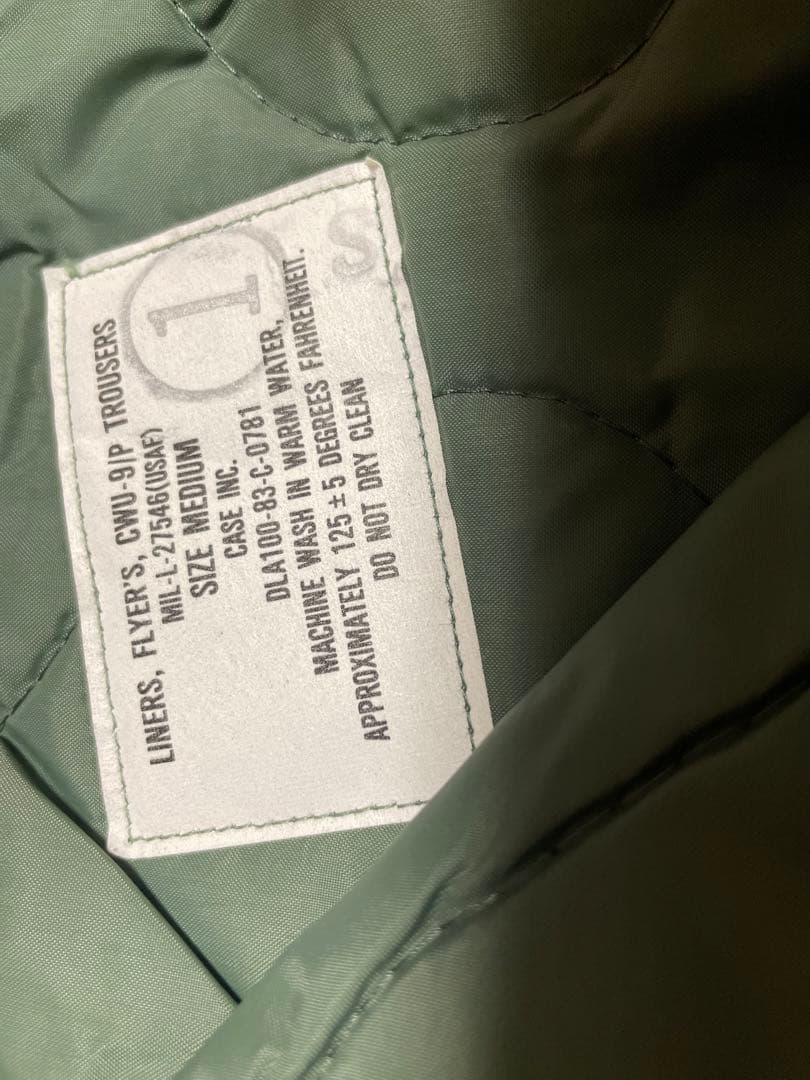 LINERS, FLYER'S, CWU-9/P TROUSERS
MIL-L-27546(USAF)
SIZE MEDIUM
CASE INC.
DLA100-83-C-0781
MACHINE WASH IN WARM WATER,
APPROXIMATELY 125 ± 5 DEGREES FAHRENHEIT.
DO NOT DRY CLEAN
1
S